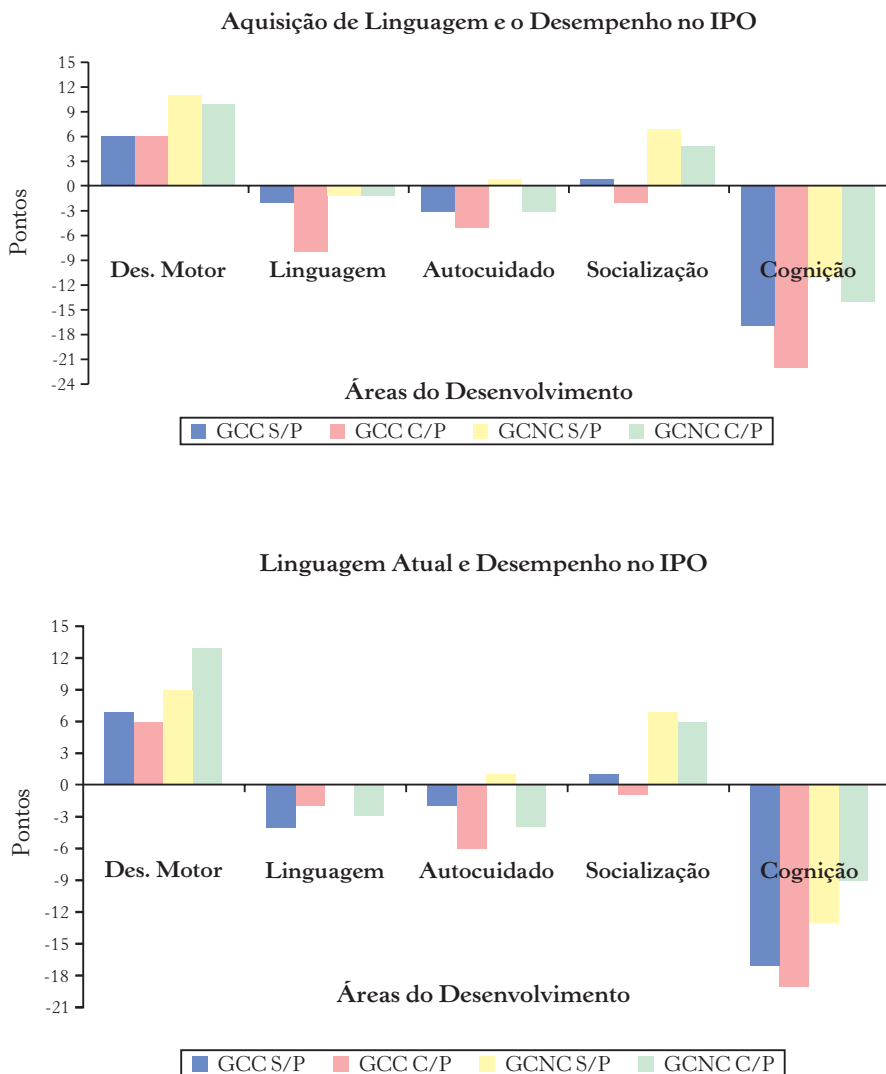 Aquisição de Linguagem e o Desempenho no IPO
15
12
9
6
3
0
-3
-6
-9
-12
-15
-18
-21
-24
Pontos
Des. Motor Linguagem Autocuidado Socialização Cognição
Áreas do Desenvolvimento
GCC S/P GCC C/P GCNC S/P GCNC C/P
Linguagem Atual e Desempenho no IPO
15
12
9
6
3
0
-3
-6
-9
-12
-15
-18
-21
Pontos
Des. Motor Linguagem Autocuidado Socialização Cognição
Áreas do Desenvolvimento
GCC S/P GCC C/P GCNC S/P GCNC C/P